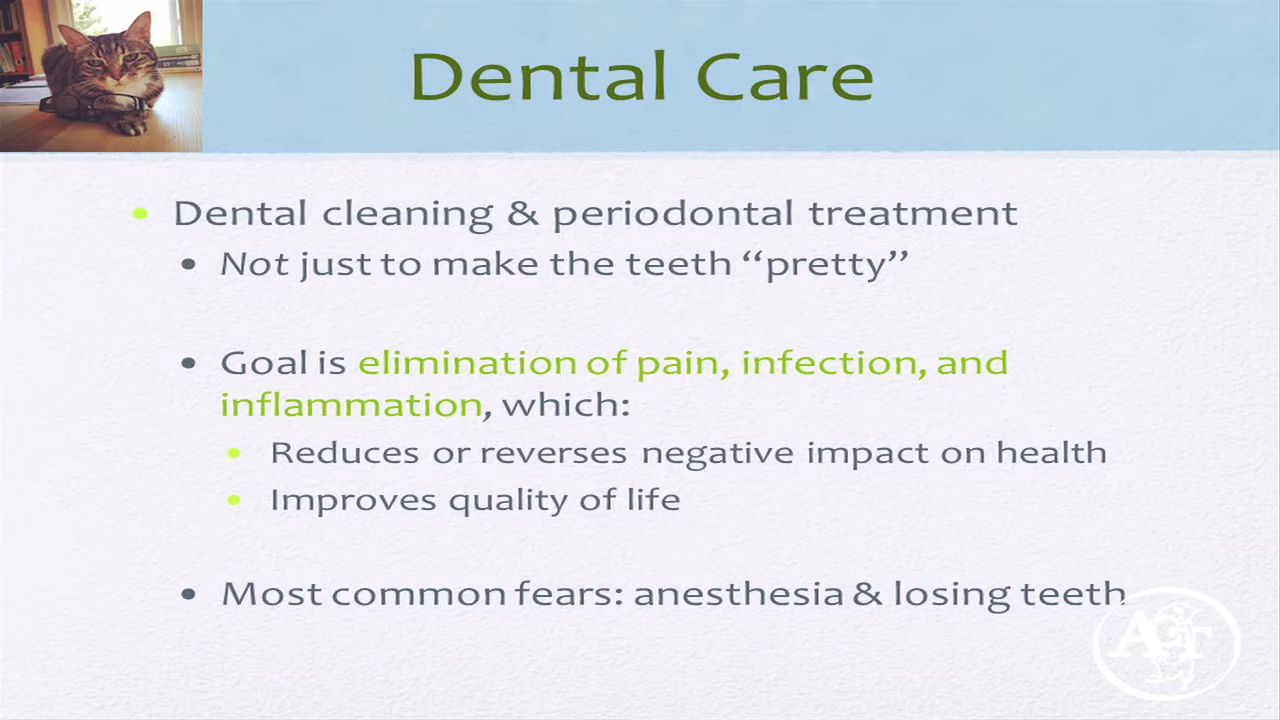 Dental Care
• Dental cleaning & periodontal treatment
• Not just to make the teeth “pretty”
• Goal is elimination of pain, infection, and
inflammation, which:
• Reduces or reverses negative impact on health
• Improves quality of life
• Most common fears: anesthesia & losing teeth
AGT